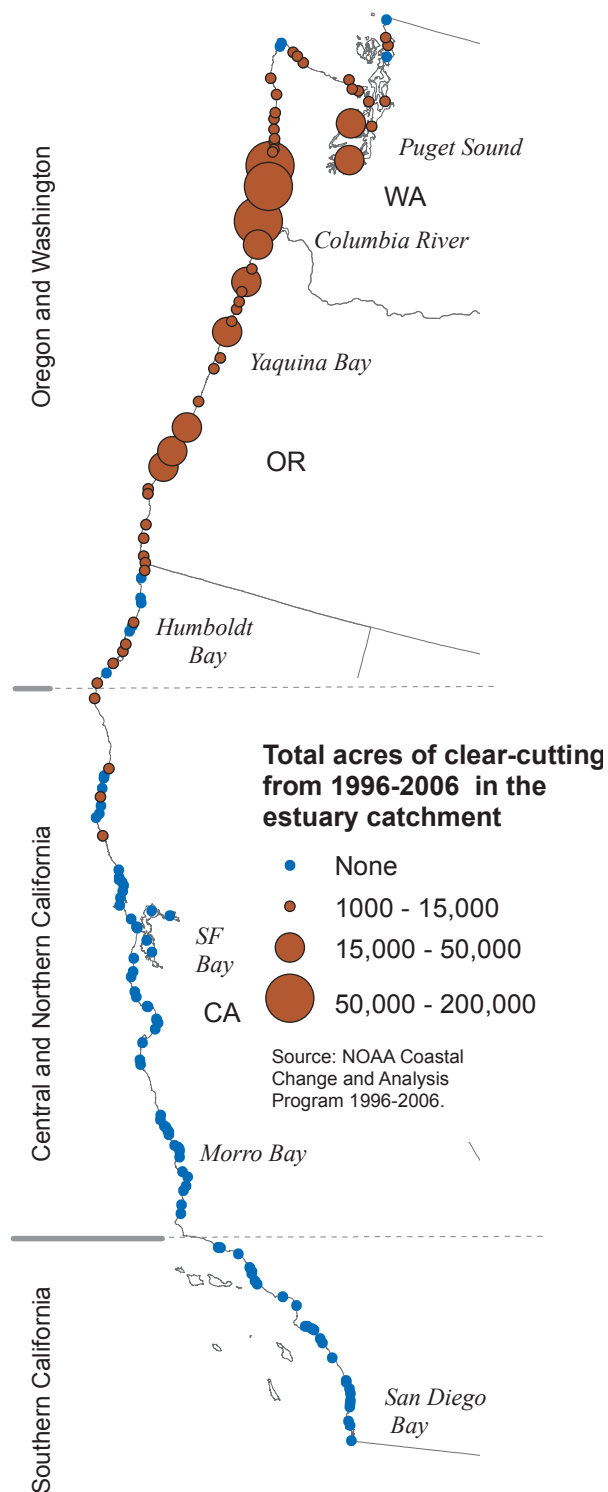 Oregon and Washington
Puget Sound
WA
Columbia River
Yaquina Bay
OR
Humboldt
Bay
Central and Northern California
Total acres of clear-cutting
from 1996-2006 in the
estuary catchment
None
1000 - 15,000
15,000 - 50,000
50,000 - 200,000
SF
Bay
CA
Source: NOAA Coastal
Change and Analysis
Program 1996-2006.
Morro Bay
Southern California
San Diego
Bay